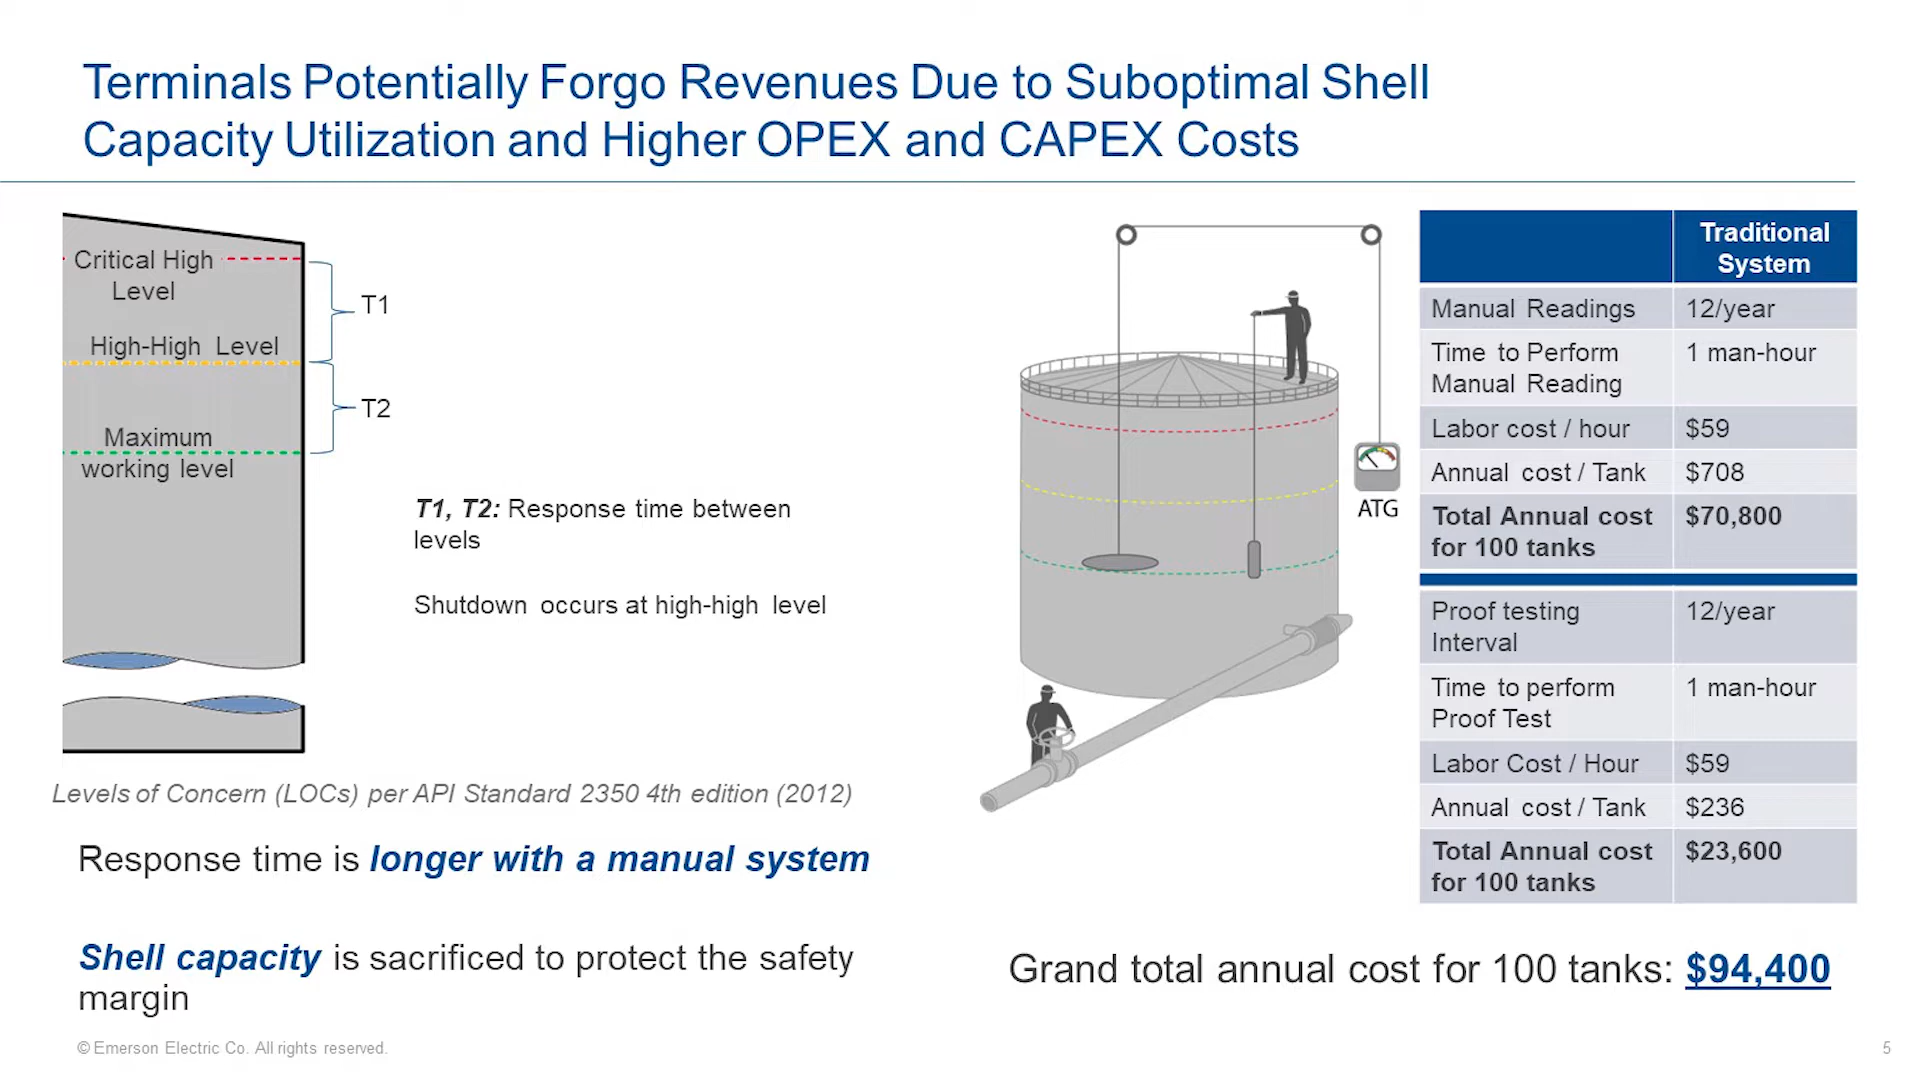 Terminals Potentially Forgo Revenues Due to Suboptimal Shell
Capacity Utilization and Higher OPEX and CAPEX Costs
Critical High
Level
T1
High-High Level
T2
Maximum
working level
T1, T2: Response time between
levels
Shutdown occurs at high-high level
Levels of Concern (LOCs) per API Standard 2350 4th edition (2012)
Response time is longer with a manual system
Shell capacity is sacrificed to protect the safety
margin
ATG
Traditional
System
Manual Readings 12/year
Time to Perform 1 man-hour
Manual Reading
Labor cost / hour $59
Annual cost / Tank $708
Total Annual cost $70,800
for 100 tanks
Proof testing 12/year
Interval
Time to perform 1 man-hour
Proof Test
Labor Cost / Hour $59
Annual cost / Tank $236
Total Annual cost $23,600
for 100 tanks
Grand total annual cost for 100 tanks: $94,400
© Emerson Electric Co. All rights reserved.
5